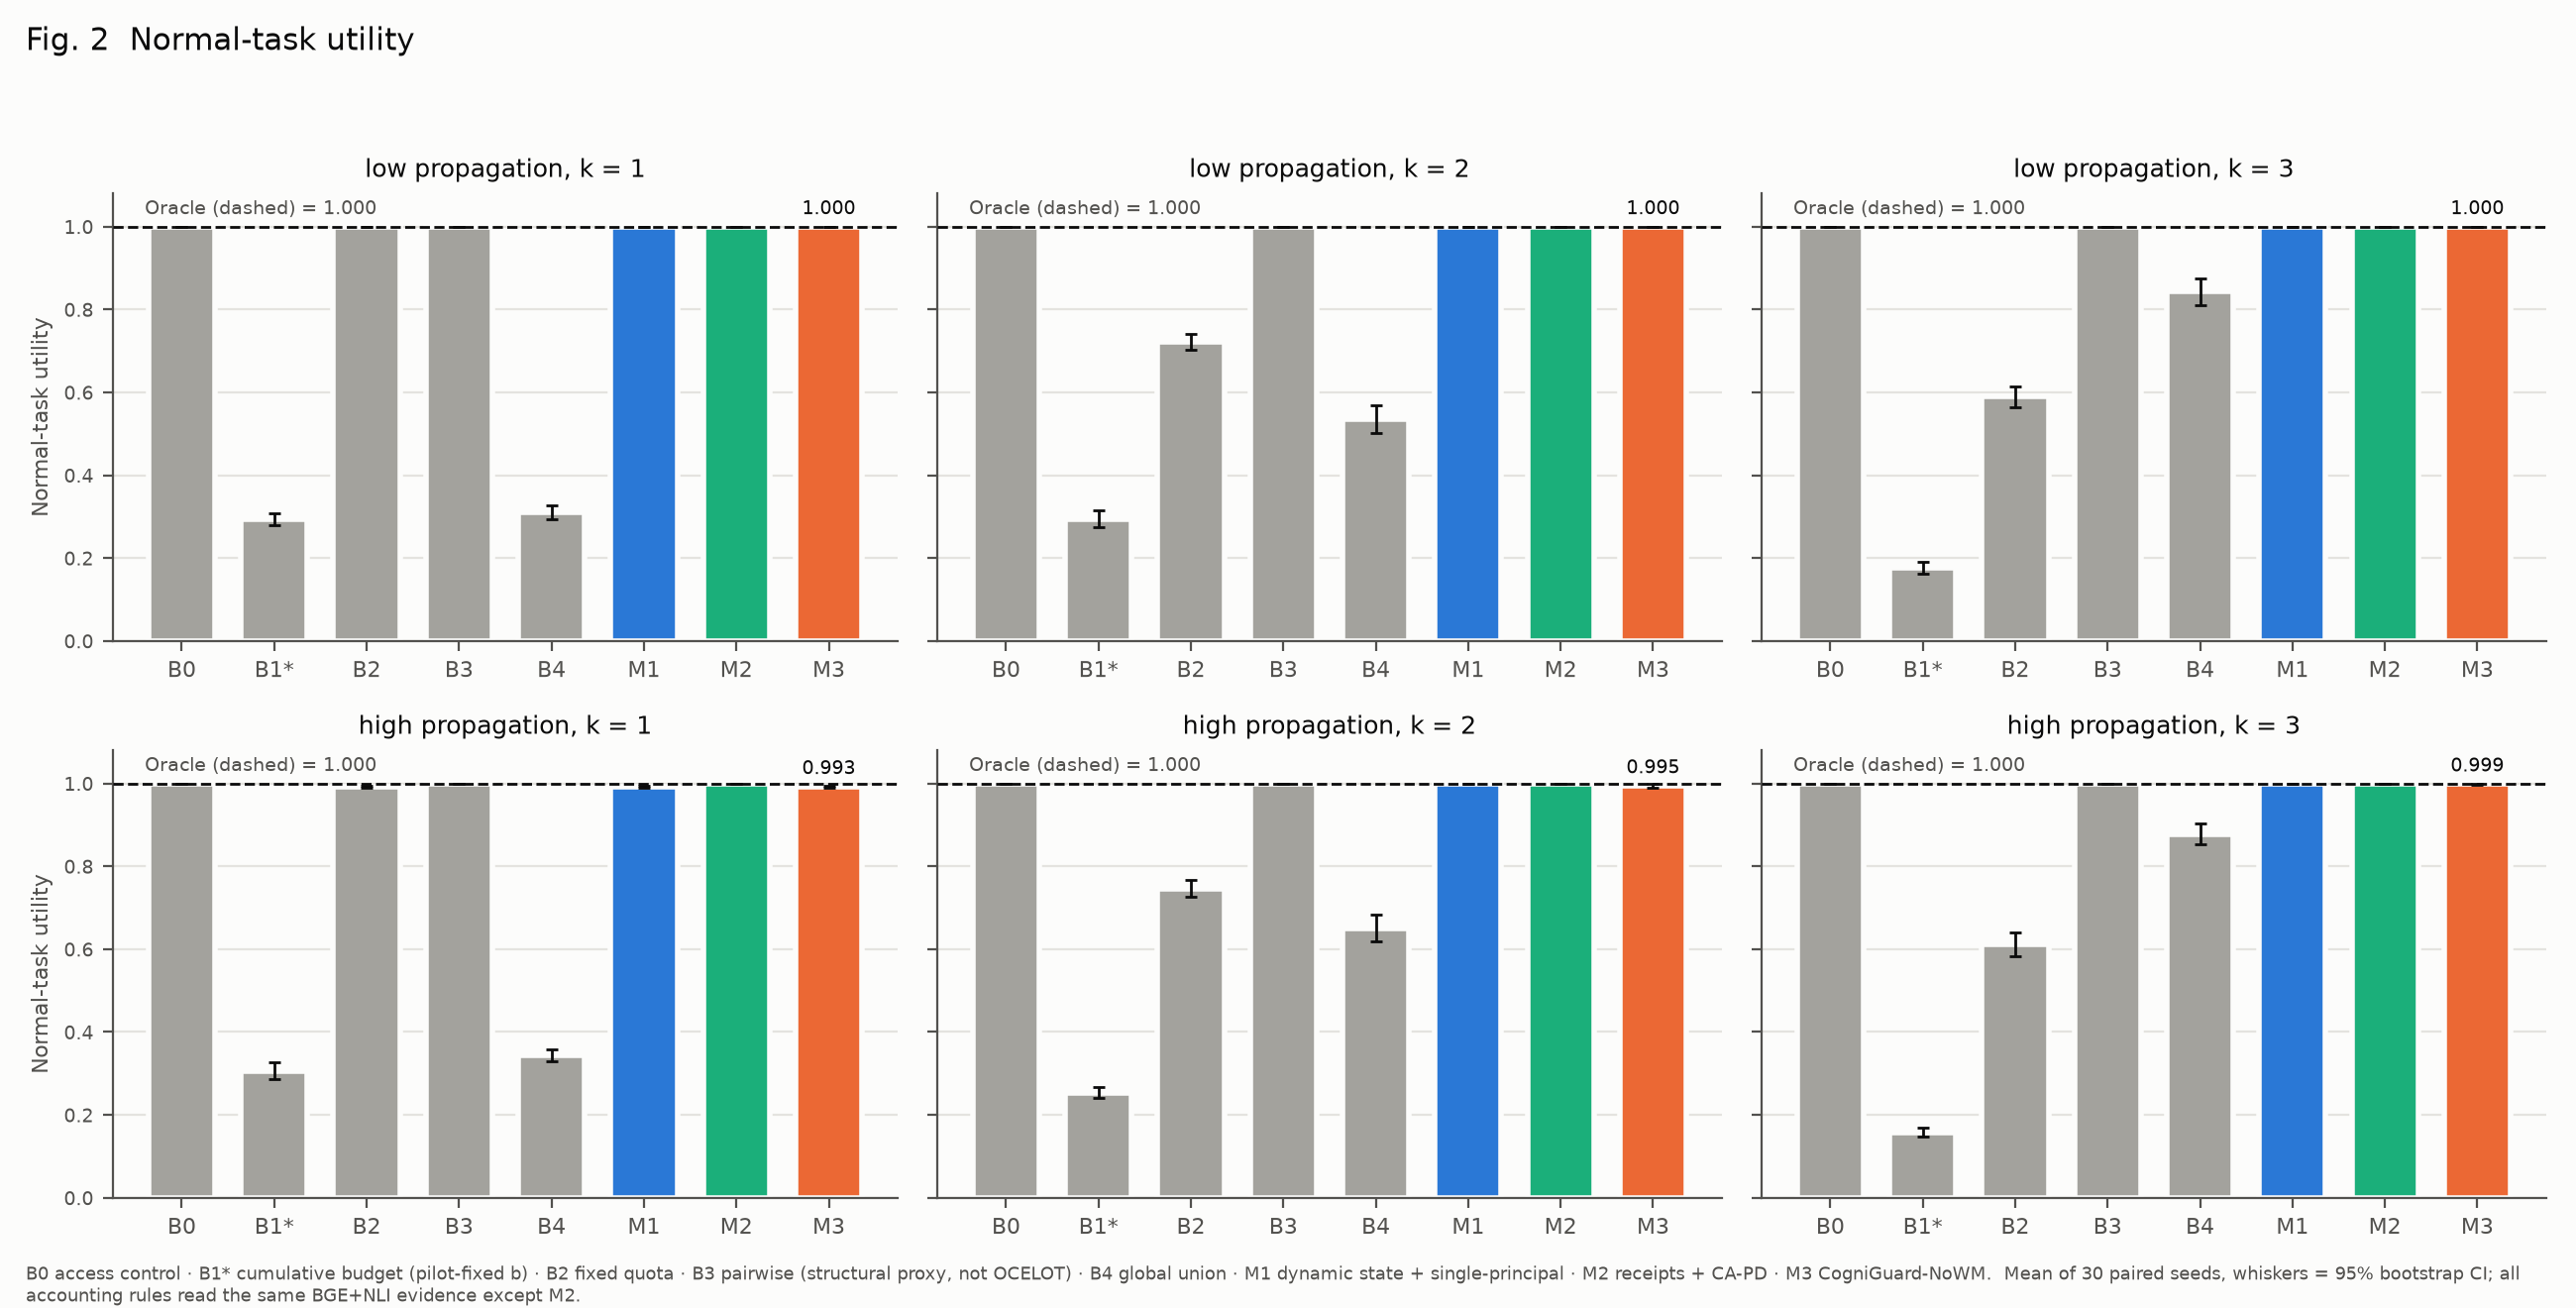 Fig. 2  Normal-task utility
low propagation, k = 1
Oracle (dashed) = 1.000
1.000
Normal-task utility
1.0
0.8
0.6
0.4
0.2
0.0
B0 B1* B2 B3 B4 M1 M2 M3
low propagation, k = 2
Oracle (dashed) = 1.000
1.000
B0 B1* B2 B3 B4 M1 M2 M3
low propagation, k = 3
Oracle (dashed) = 1.000
1.000
B0 B1* B2 B3 B4 M1 M2 M3
high propagation, k = 1
Oracle (dashed) = 1.000
0.993
Normal-task utility
1.0
0.8
0.6
0.4
0.2
0.0
B0 B1* B2 B3 B4 M1 M2 M3
high propagation, k = 2
Oracle (dashed) = 1.000
0.995
B0 B1* B2 B3 B4 M1 M2 M3
high propagation, k = 3
Oracle (dashed) = 1.000
0.999
B0 B1* B2 B3 B4 M1 M2 M3
B0 access control · B1* cumulative budget (pilot-fixed b) · B2 fixed quota · B3 pairwise (structural proxy, not OCELOT) · B4 global union · M1 dynamic state + single-principal · M2 receipts + CA-PD · M3 CogniGuard-NoWM.  Mean of 30 paired seeds, whiskers = 95% bootstrap CI; all
accounting rules read the same BGE+NLI evidence except M2.